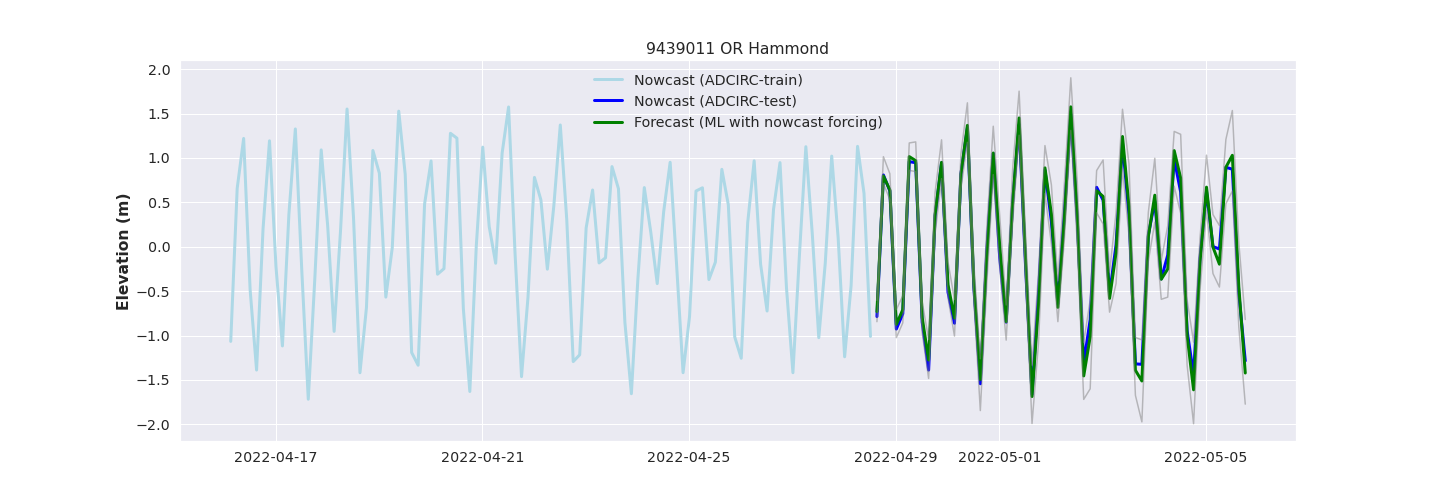 9439011 OR Hammond
Nowcast (ADCIRC-train)
Nowcast (ADCIRC-test)
Forecast (ML with nowcast forcing)
Elevation (m)
2.0
1.5
1.0
0.5
0.0
−0.5
−1.0
−1.5
−2.0
2022-04-17 2022-04-21 2022-04-25 2022-04-29 2022-05-01 2022-05-05